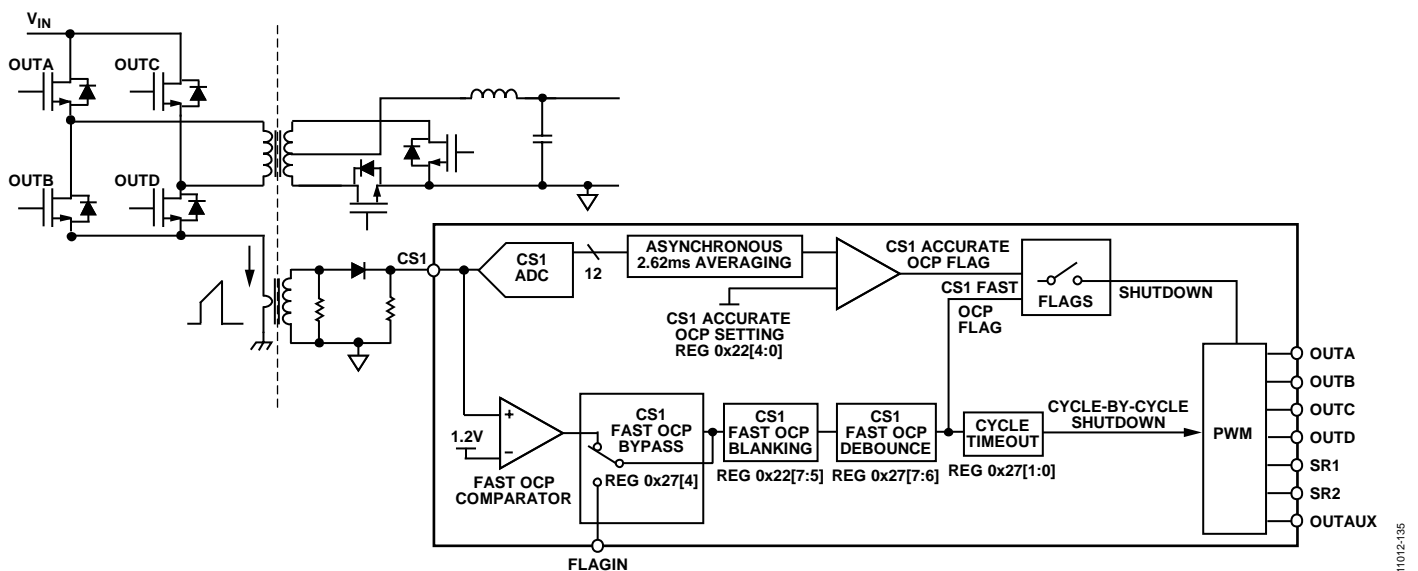 VIN
OUTA
OUTC
OUTB
OUTD
CS1
CS1
ADC
12
ASYNCHRONOUS
2.62ms AVERAGING
CS1 ACCURATE
OCP SETTING
REG 0x22[4:0]
CS1 ACCURATE
OCP FLAG
CS1 FAST
OCP
FLAG
FLAGS
SHUTDOWN
1.2V
+
–
FAST OCP
COMPARATOR
CS1
FAST OCP
BYPASS
REG 0x27[4]
FLAGIN
CS1
FAST OCP
BLANKING
REG 0x22[7:5]
CS1
FAST OCP
DEBOUNCE
REG 0x27[7:6]
CYCLE
TIMEOUT
REG 0x27[1:0]
CYCLE-BY-CYCLE
SHUTDOWN
PWM
OUTA
OUTB
OUTC
OUTD
SR1
SR2
OUTAUX
11012-135